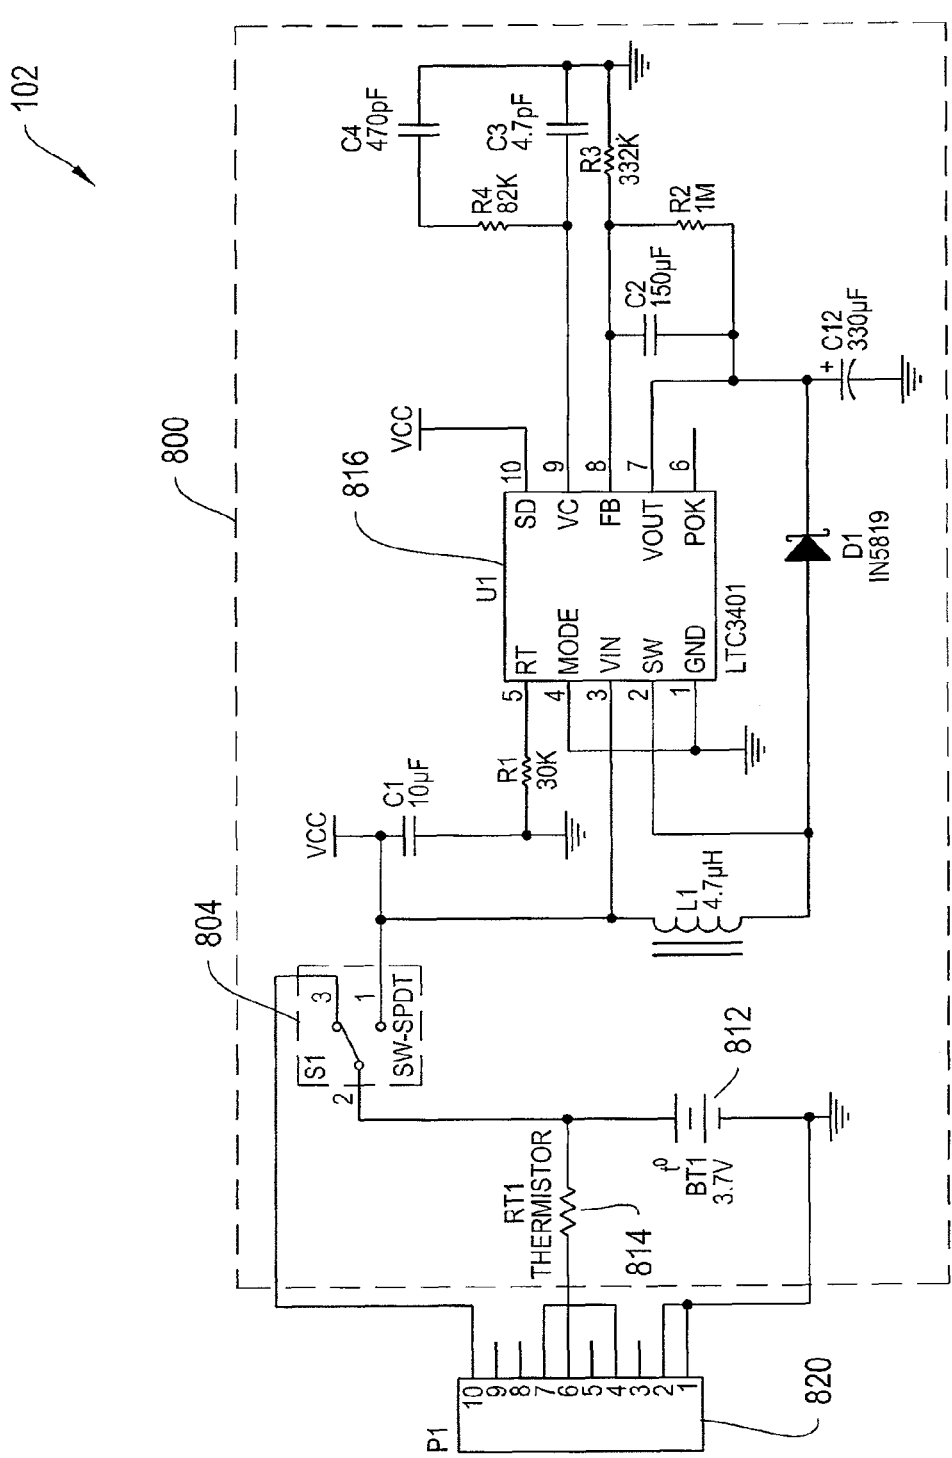 102
800
C4
470pF
C3
4.7pF
R4
82K
R3
332K
R2
1M
C2
150µF
+
C12
330µF
VCC
816
U1
10
9
8
7
6
SD
VC
FB
VOUT
POK
RT
MODE
VIN
SW
GND
5
4
3
2
1
LTC3401
D1
IN5819
R1
30K
VCC
C1
10µF
L1
4.7µH
804
S1
3
1
2
SW-SPDT
812
t⁰
BT1
3.7V
RT1
THERMISTOR
814
P1
10
9
8
7
6
5
4
3
2
1
820